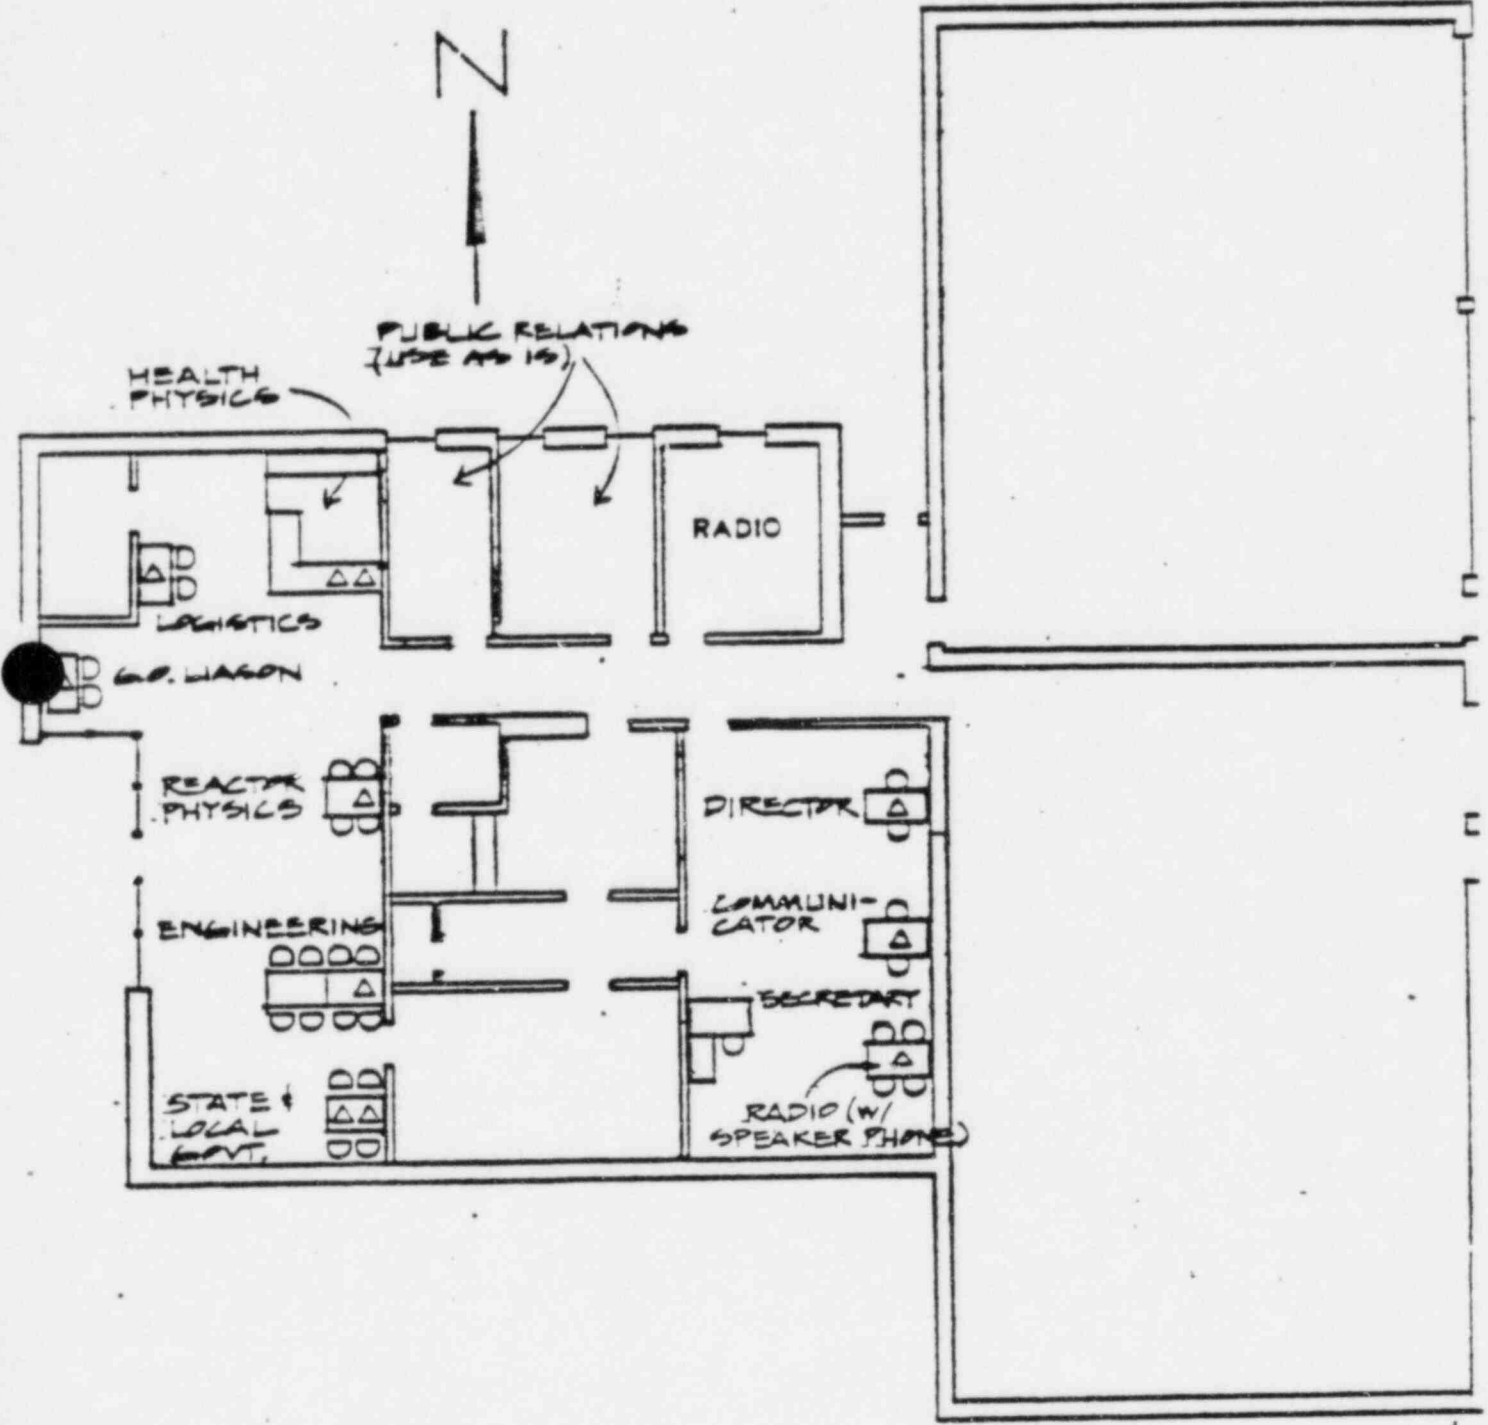 N
PUBLIC RELATIONS
(USE AS IS)
HEALTH
PHYSICS
RADIO
LOGISTICS
G.O. LIASON
REACTOR
PHYSICS
DIRECTOR
COMMUNI-
CATOR
ENGINEERING
SECRETARY
STATE &
LOCAL
GOVT.
RADIO (W/
SPEAKER PHONE)